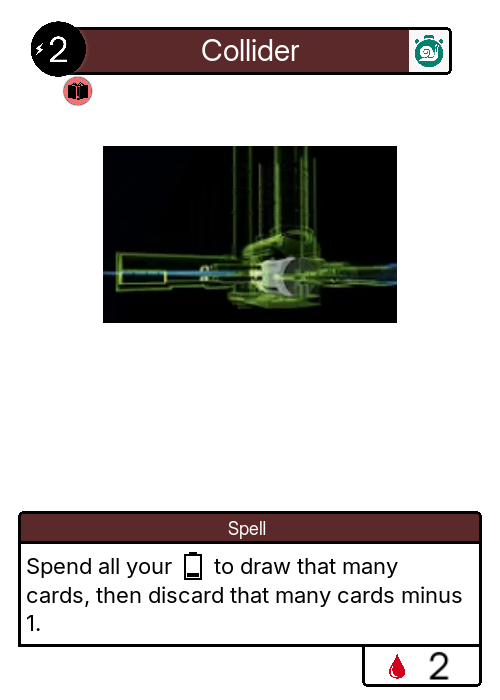 2
Collider
Spell
Spend all your to draw that many
cards, then discard that many cards minus
1.
2